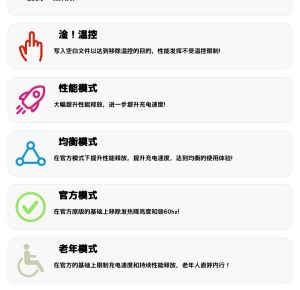 淦！温控
写入空白文件以达到移除温控的目的，性能发挥不受温控限制!
性能模式
大幅提升性能释放，进一步提升充电速度!
均衡模式
在官方模式下提升性能释放，提升充电速度，达到均衡的使用体验!
官方模式
在官方原版的基础上移除发热降亮度和锁60hz!
老年模式
在官方的基础上限制充电速度和持续性能释放，老年人直呼内行！